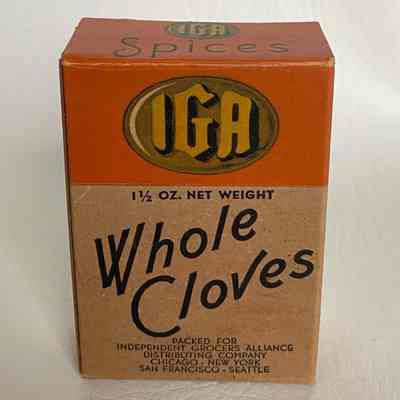 IGA
Spices
IGA
1½ OZ. NET WEIGHT
Whole
Cloves
PACKED FOR
INDEPENDENT GROCERS ALLIANCE
DISTRIBUTING COMPANY
CHICAGO - NEW YORK
SAN FRANCISCO - SEATTLE